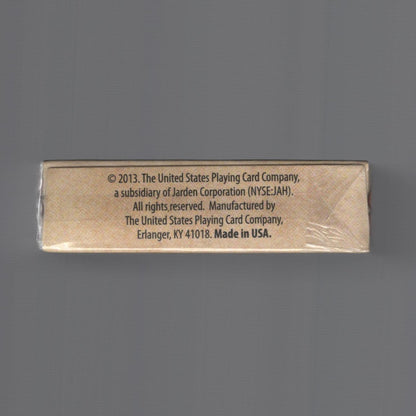 © 2013. The United States Playing Card Company,
a subsidiary of Jarden Corporation (NYSE:JAH).
All rights reserved. Manufactured by
The United States Playing Card Company,
Erlanger, KY 41018. Made in USA.